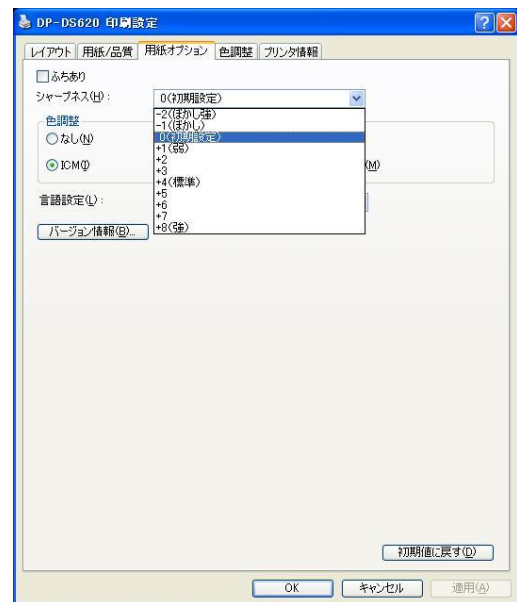 DP-DS620 印刷設定
レイアウト 用紙/品質 用紙オプション 色調整 プリンタ情報
ふちあり
シャープネス(H): 0(初期設定)
-2(ぼかし強)
-1(ぼかし)
0(初期設定)
+1(弱)
+2
+3
+4(標準)
+5
+6
+7
+8(強)
色調整
なし(N)
ICM(I) (M)
言語設定(L):
バージョン情報(B)...
初期値に戻す(D)
OK キャンセル 適用(A)